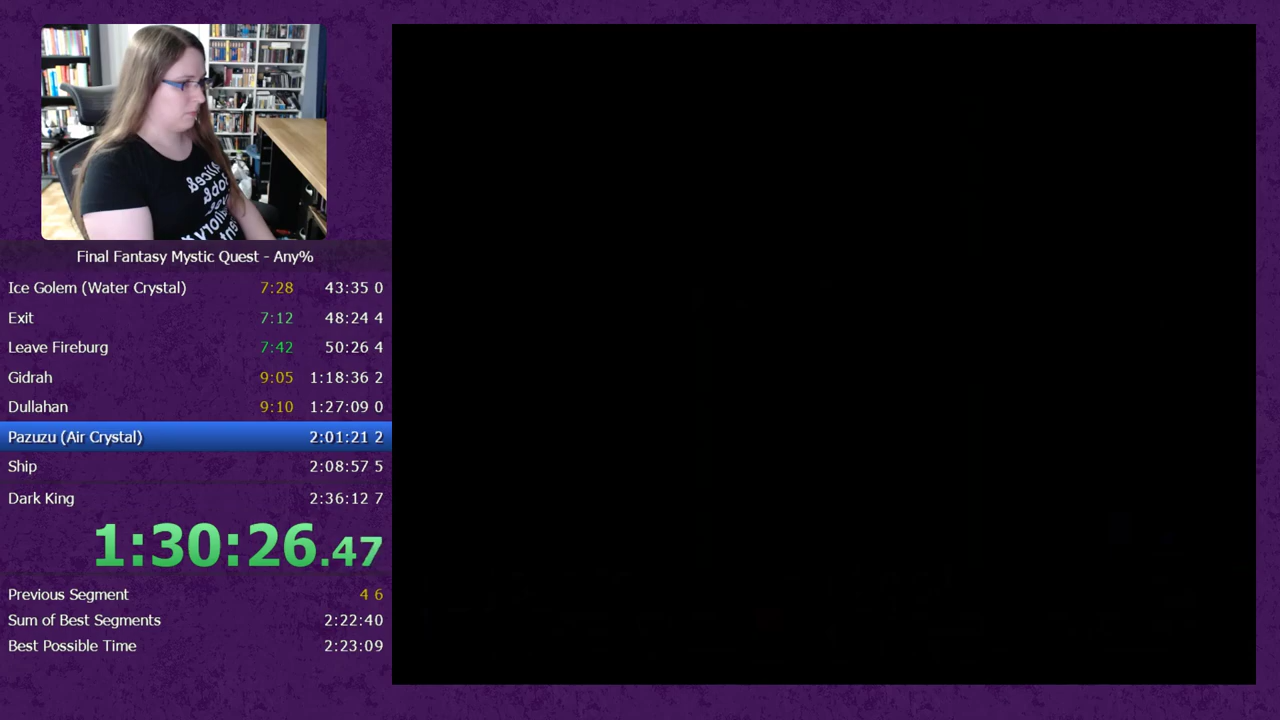 Final Fantasy Mystic Quest - Any%
Ice Golem (Water Crystal) 7:28 43:35 0
Exit 7:12 48:24 4
Leave Fireburg 7:42 50:26 4
Gidrah 9:05 1:18:36 2
Dullahan 9:10 1:27:09 0
Pazuzu (Air Crystal) 2:01:21 2
Ship 2:08:57 5
Dark King 2:36:12 7
1:30:26.47
Previous Segment 4 6
Sum of Best Segments 2:22:40
Best Possible Time 2:23:09